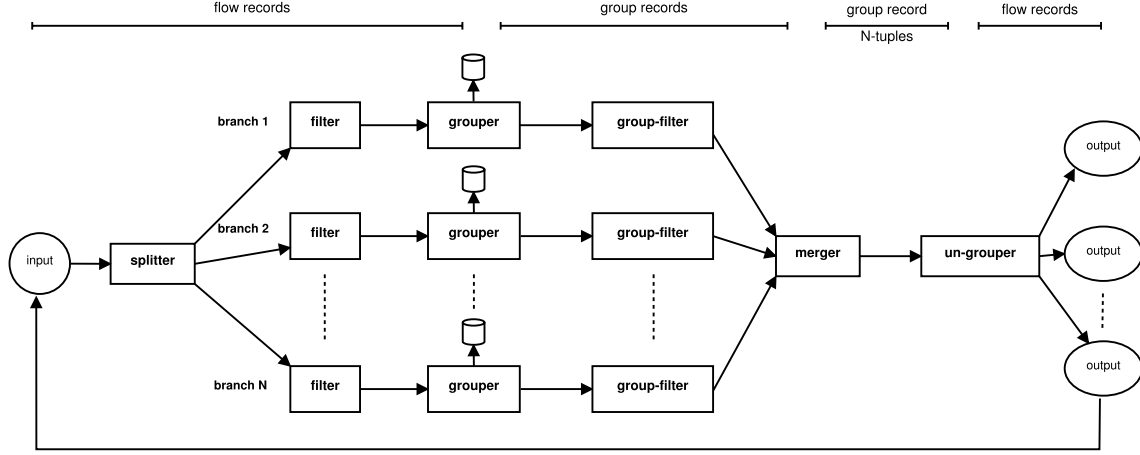 flow records
group records
group record
N-tuples
flow records
branch 1
filter
grouper
group-filter
output
branch 2
filter
grouper
group-filter
input
splitter
merger
un-grouper
output
branch N
filter
grouper
group-filter
output